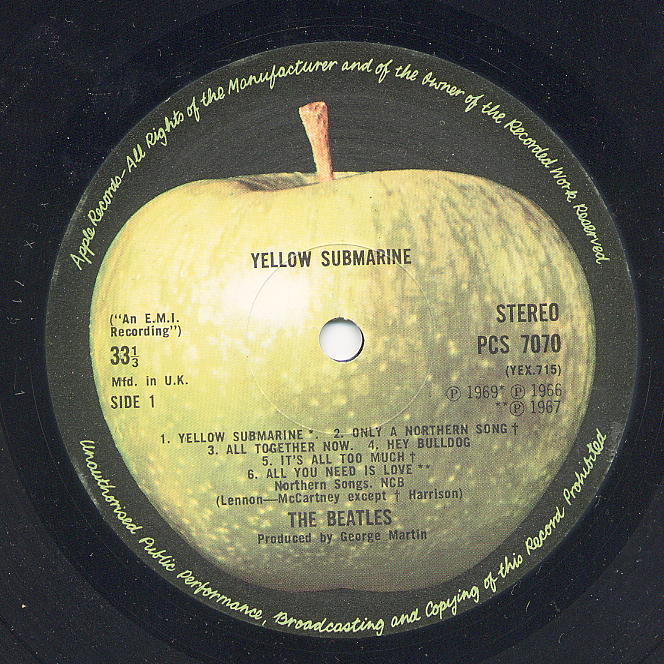 Apple Records—All Rights of the Manufacturer and of the Owner of the Recorded Work Reserved
YELLOW SUBMARINE
("An E.M.I.
Recording")
33⅓
Mfd. in U.K.
SIDE 1
STEREO
PCS 7070
(YEX.715)
℗ 1969* ℗ 1966
**℗ 1967
1. YELLOW SUBMARINE*. 2. ONLY A NORTHERN SONG†
3. ALL TOGETHER NOW. 4. HEY BULLDOG
5. IT'S ALL TOO MUCH†
6. ALL YOU NEED IS LOVE**
Northern Songs. NCB
(Lennon—McCartney except † Harrison)
THE BEATLES
Produced by George Martin
Unauthorised Public Performance, Broadcasting and Copying of this Record Prohibited